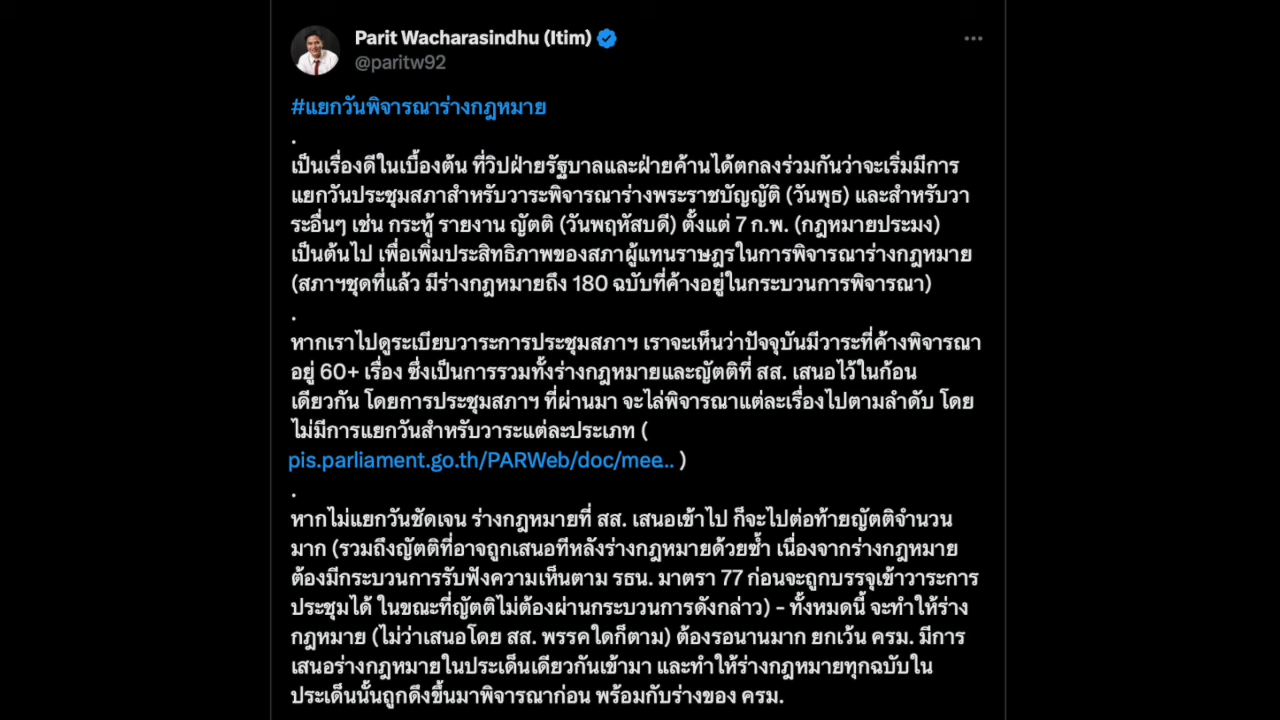 Parit Wacharasindhu (Itim)
@paritw92
#แยกวันพิจารณาร่างกฎหมาย
.
เป็นเรื่องดีในเบื้องต้น ที่วิปฝ่ายรัฐบาลและฝ่ายค้านได้ตกลงร่วมกันว่าจะเริ่มมีการ
แยกวันประชุมสภาสำหรับวาระพิจารณาร่างพระราชบัญญัติ (วันพุธ) และสำหรับวา
ระอื่นๆ เช่น กระทู้ รายงาน ญัตติ (วันพฤหัสบดี) ตั้งแต่ 7 ก.พ. (กฎหมายประมง)
เป็นต้นไป เพื่อเพิ่มประสิทธิภาพของสภาผู้แทนราษฎรในการพิจารณาร่างกฎหมาย
(สภาฯชุดที่แล้ว มีร่างกฎหมายถึง 180 ฉบับที่ค้างอยู่ในกระบวนการพิจารณา)
.
หากเราไปดูระเบียบวาระการประชุมสภาฯ เราจะเห็นว่าปัจจุบันมีวาระที่ค้างพิจารณา
อยู่ 60+ เรื่อง ซึ่งเป็นการรวมทั้งร่างกฎหมายและญัตติที่ สส. เสนอไว้ในก้อน
เดียวกัน โดยการประชุมสภาฯ ที่ผ่านมา จะไล่พิจารณาแต่ละเรื่องไปตามลำดับ โดย
ไม่มีการแยกวันสำหรับวาระแต่ละประเภท (
pis.parliament.go.th/PARWeb/doc/mee… )
.
หากไม่แยกวันชัดเจน ร่างกฎหมายที่ สส. เสนอเข้าไป ก็จะไปต่อท้ายญัตติจำนวน
มาก (รวมถึงญัตติที่อาจถูกเสนอทีหลังร่างกฎหมายด้วยซ้ำ เนื่องจากร่างกฎหมาย
ต้องมีกระบวนการรับฟังความเห็นตาม รธน. มาตรา 77 ก่อนจะถูกบรรจุเข้าวาระการ
ประชุมได้ ในขณะที่ญัตติไม่ต้องผ่านกระบวนการดังกล่าว) - ทั้งหมดนี้ จะทำให้ร่าง
กฎหมาย (ไม่ว่าเสนอโดย สส. พรรคใดก็ตาม) ต้องรอนานมาก ยกเว้น ครม. มีการ
เสนอร่างกฎหมายในประเด็นเดียวกันเข้ามา และทำให้ร่างกฎหมายทุกฉบับใน
ประเด็นนั้นถูกดึงขึ้นมาพิจารณาก่อน พร้อมกับร่างของ ครม.